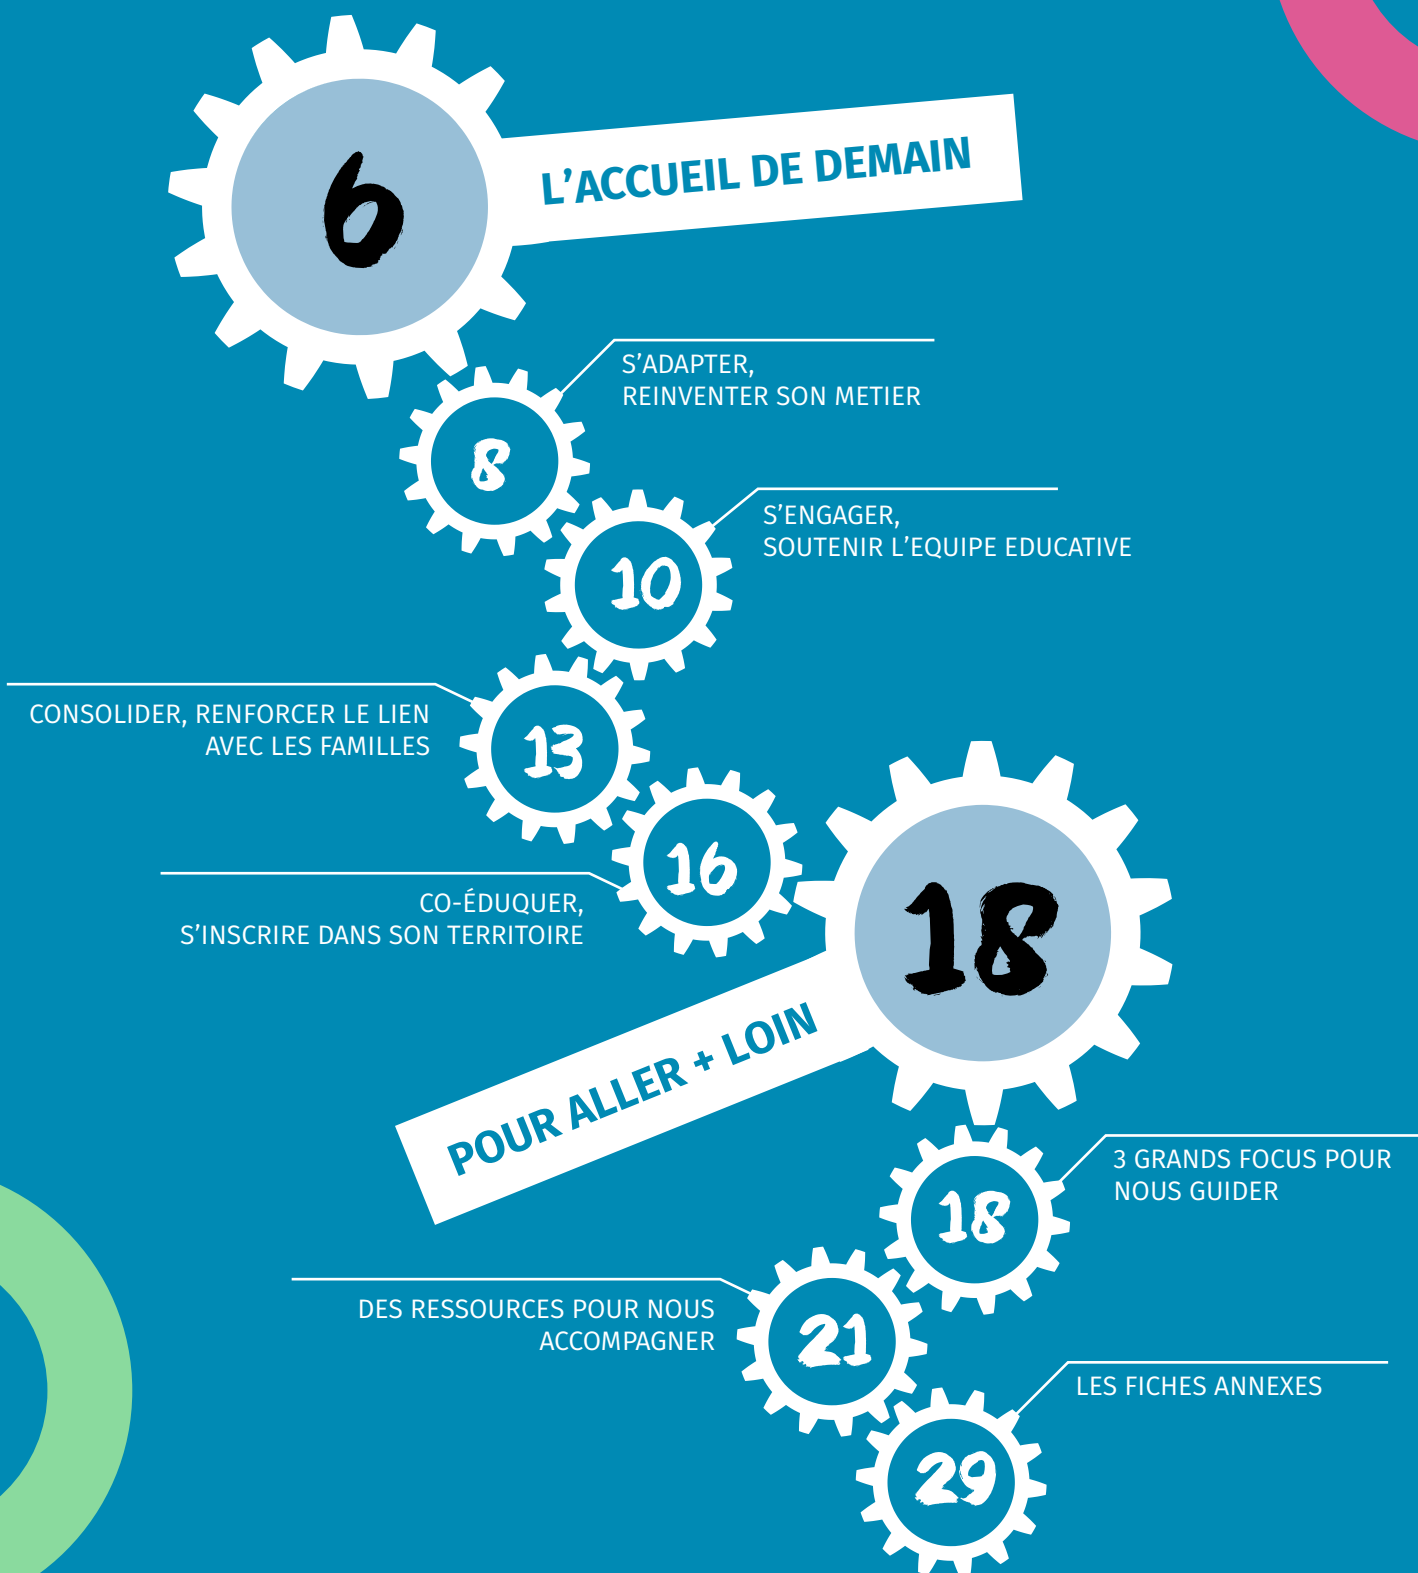 6
L’ACCUEIL DE DEMAIN
8
S’ADAPTER,
REINVENTER SON METIER
10
S’ENGAGER,
SOUTENIR L’EQUIPE EDUCATIVE
13
CONSOLIDER, RENFORCER LE LIEN
AVEC LES FAMILLES
16
CO-ÉDUQUER,
S’INSCRIRE DANS SON TERRITOIRE
18
POUR ALLER + LOIN
18
3 GRANDS FOCUS POUR
NOUS GUIDER
21
DES RESSOURCES POUR NOUS
ACCOMPAGNER
29
LES FICHES ANNEXES